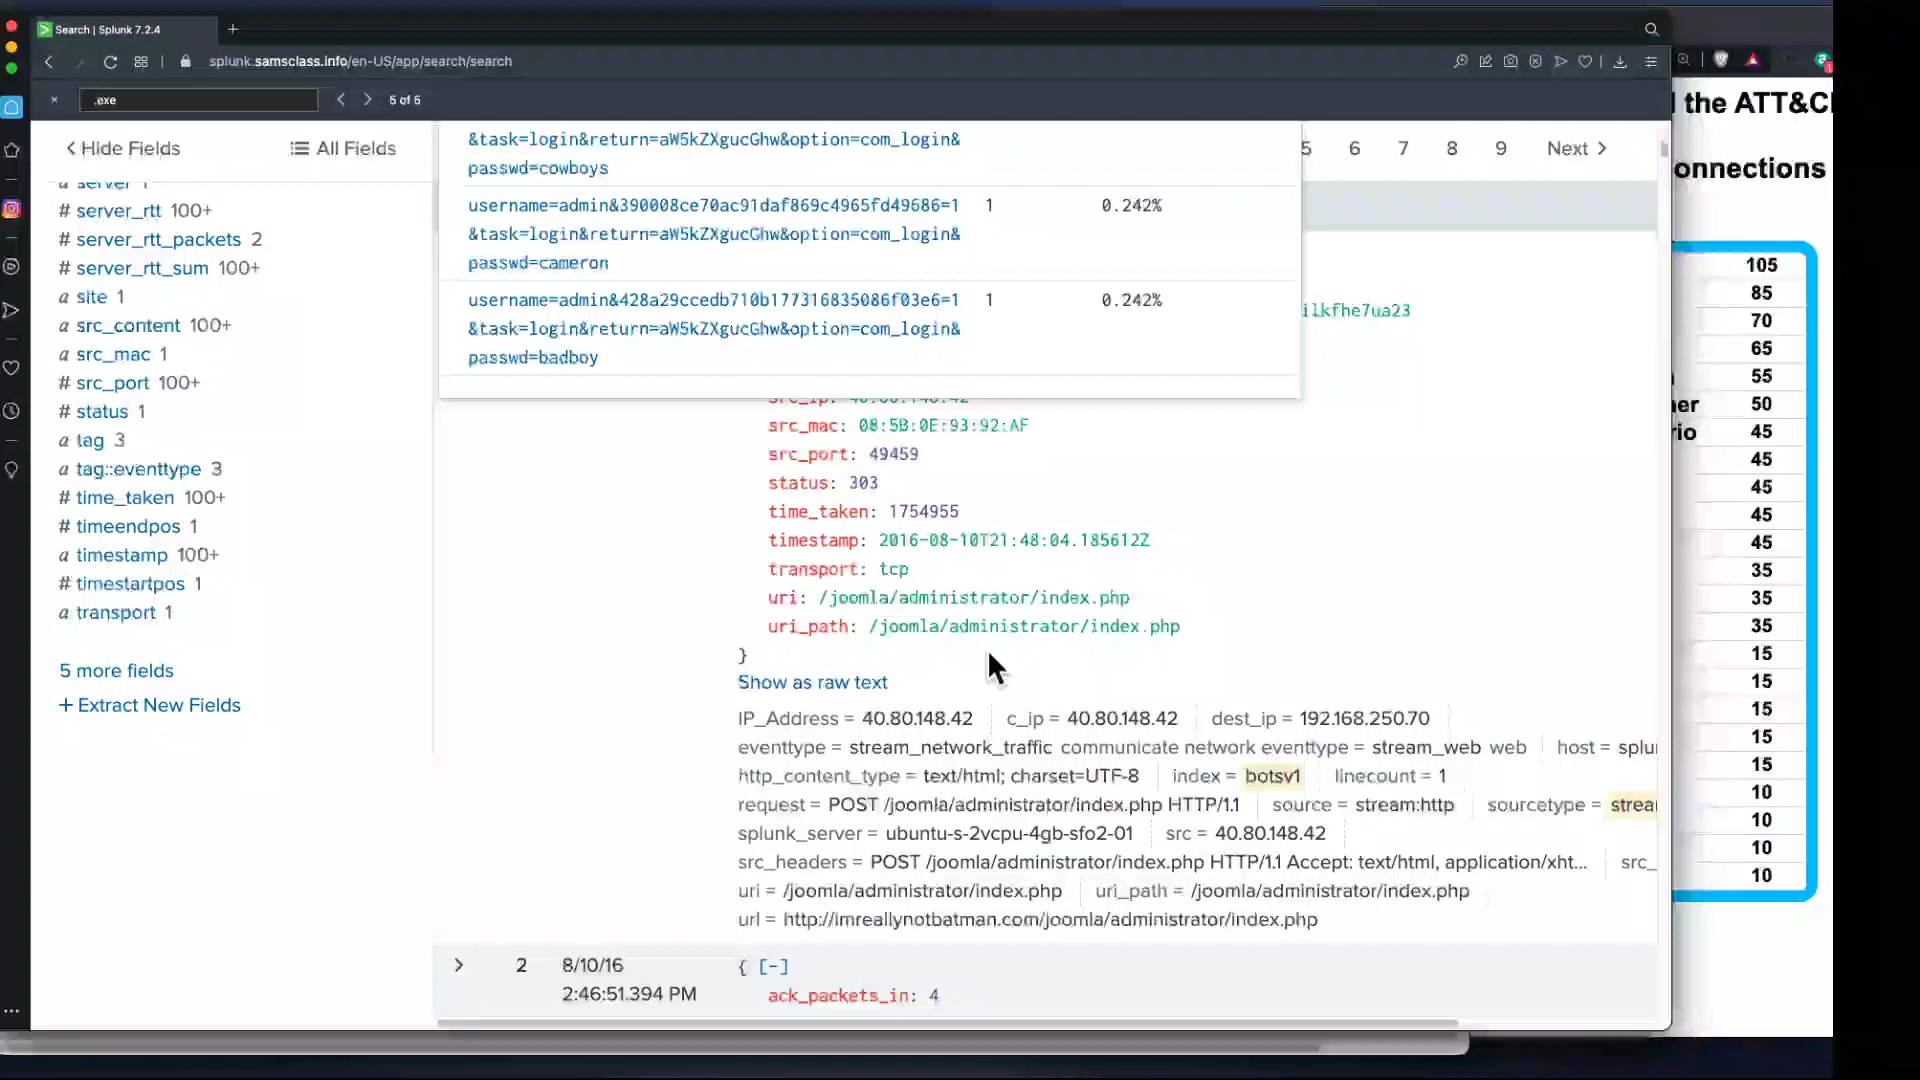 Search | Splunk 7.2.4
splunk.samsclass.info/en-US/app/search/search
.exe
5 of 5
Hide Fields
All Fields
a server 1
# server_rtt 100+
# server_rtt_packets 2
# server_rtt_sum 100+
a site 1
a src_content 100+
a src_mac 1
# src_port 100+
# status 1
a tag 3
a tag::eventtype 3
# time_taken 100+
# timeendpos 1
a timestamp 100+
# timestartpos 1
a transport 1
5 more fields
+ Extract New Fields
&task=login&return=aW5kZXgucGhw&option=com_login&
passwd=cowboys
username=admin&390008ce70ac91daf869c4965fd49686=1 1 0.242%
&task=login&return=aW5kZXgucGhw&option=com_login&
passwd=cameron
username=admin&428a29ccedb710b177316835086f03e6=1 1 0.242%
&task=login&return=aW5kZXgucGhw&option=com_login&
passwd=badboy
5 6 7 8 9 Next
ilkfhe7ua23
src_ip: 40.80.148.42
src_mac: 08:5B:0E:93:92:AF
src_port: 49459
status: 303
time_taken: 1754955
timestamp: 2016-08-10T21:48:04.185612Z
transport: tcp
uri: /joomla/administrator/index.php
uri_path: /joomla/administrator/index.php
}
Show as raw text
IP_Address = 40.80.148.42 c_ip = 40.80.148.42 dest_ip = 192.168.250.70
eventtype = stream_network_traffic communicate network eventtype = stream_web web host = splu
http_content_type = text/html; charset=UTF-8 index = botsv1 linecount = 1
request = POST /joomla/administrator/index.php HTTP/1.1 source = stream:http sourcetype = strea
splunk_server = ubuntu-s-2vcpu-4gb-sfo2-01 src = 40.80.148.42
src_headers = POST /joomla/administrator/index.php HTTP/1.1 Accept: text/html, application/xht... src_
uri = /joomla/administrator/index.php uri_path = /joomla/administrator/index.php
url = http://imreallynotbatman.com/joomla/administrator/index.php
2 8/10/16 { [-]
2:46:51.394 PM ack_packets_in: 4
the ATT&C
onnections
105
85
70
65
55
er 50
rio 45
45
45
45
45
35
35
35
15
15
15
15
15
10
10
10
10